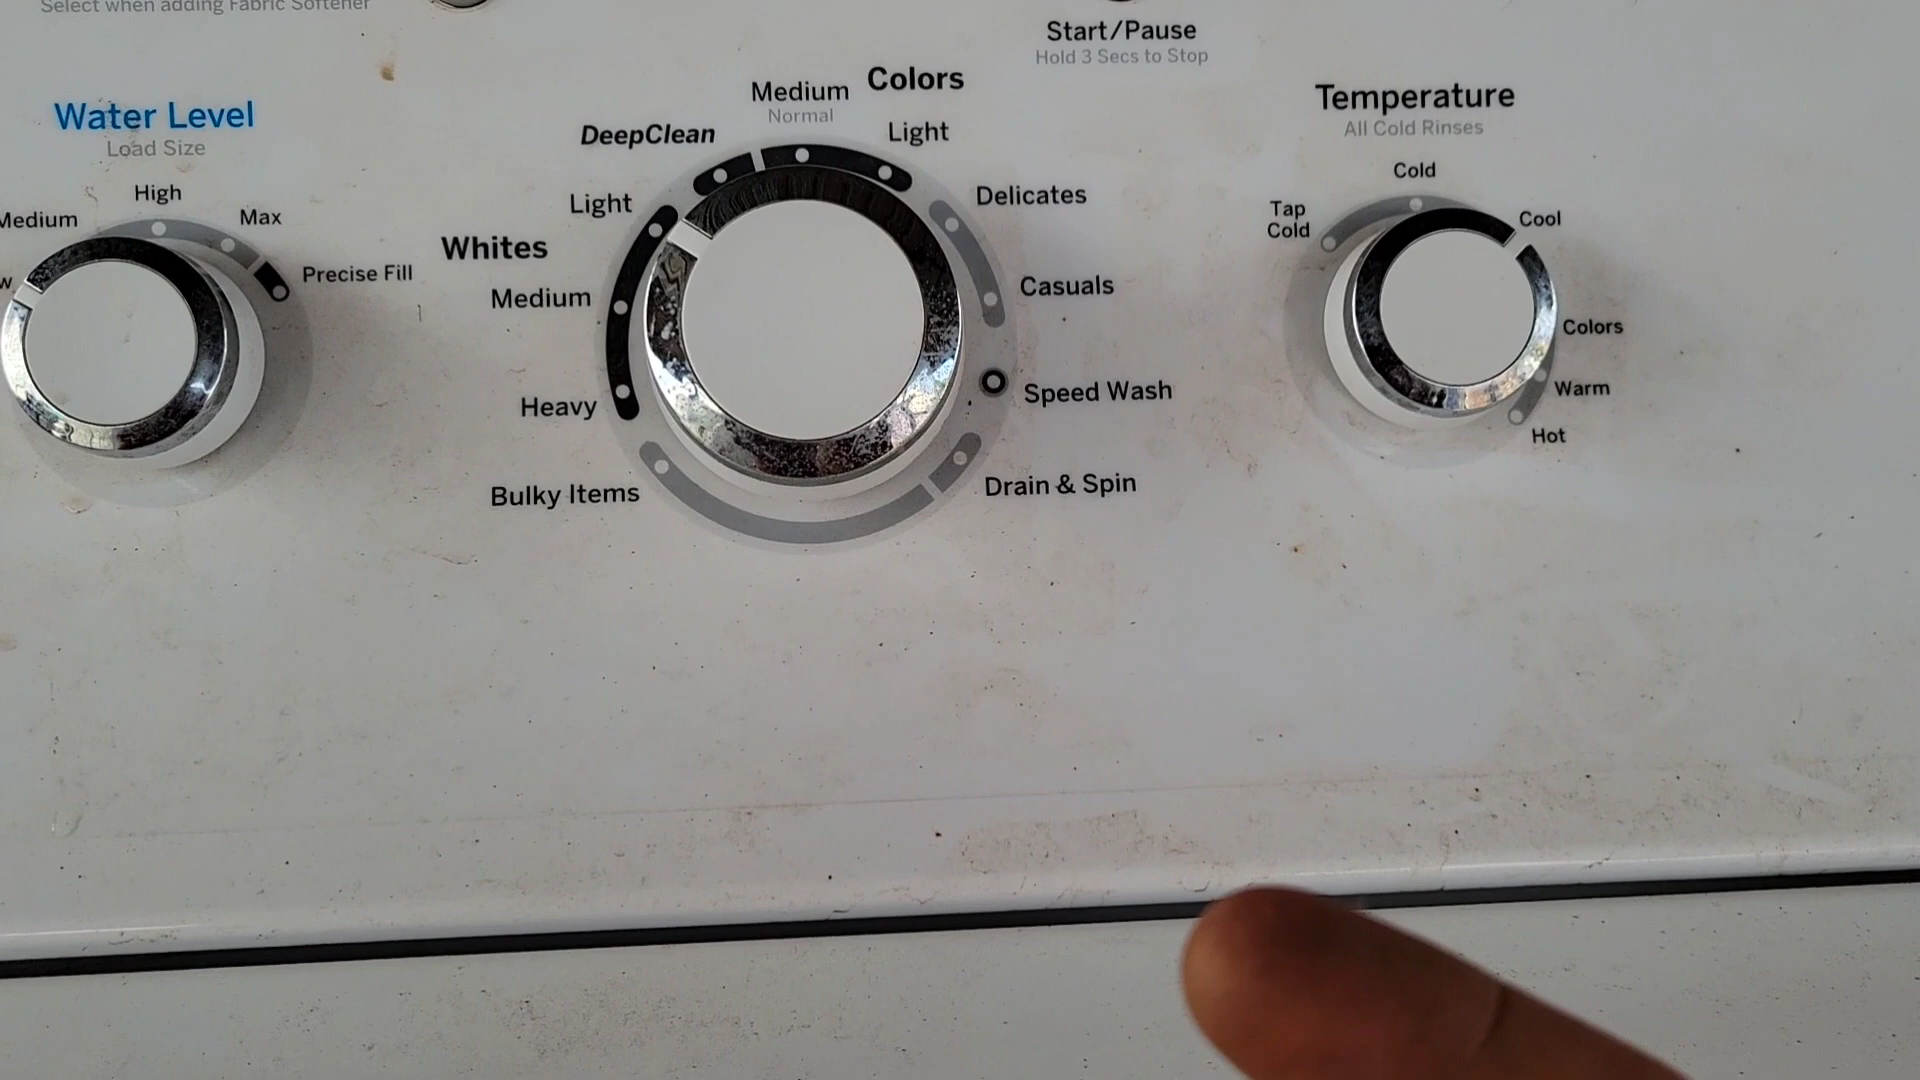 Select when adding Fabric Softener
Start/Pause
Hold 3 Secs to Stop
Water Level
Load Size
Medium
High
Max
Precise Fill
Colors
Medium
Normal
Light
DeepClean
Light
Whites
Medium
Heavy
Bulky Items
Delicates
Casuals
Speed Wash
Drain & Spin
Temperature
All Cold Rinses
Tap
Cold
Cold
Cool
Colors
Warm
Hot